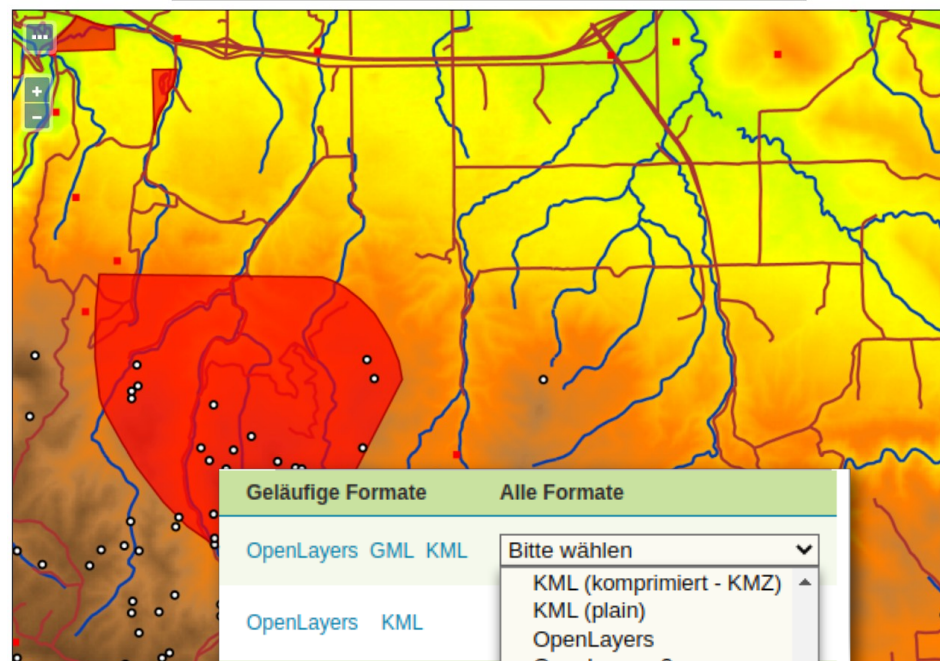 ...
+
−
Geläufige Formate Alle Formate
OpenLayers GML KML Bitte wählen
KML (komprimiert - KMZ)
KML (plain)
OpenLayers KML OpenLayers